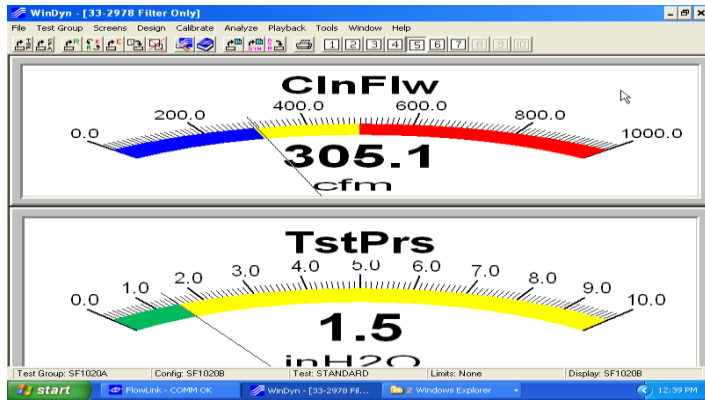 WinDyn - [33-2978 Filter Only]
File Test Group Screens Design Calibrate Analyze Playback Tools Window Help
1 2 3 4 5 6 7 8 9 10
ClnFlw
0.0 200.0 400.0 600.0 800.0 1000.0
305.1
cfm
TstPrs
0.0 1.0 2.0 3.0 4.0 5.0 6.0 7.0 8.0 9.0 10.0
1.5
inH2O
Test Group: SF1020A Config: SF1020B Test: STANDARD Limits: None Display: SF1020B
start FlowLink - COMM OK WinDyn - [33-2978 Fil... 2 Windows Explorer 12:39 PM